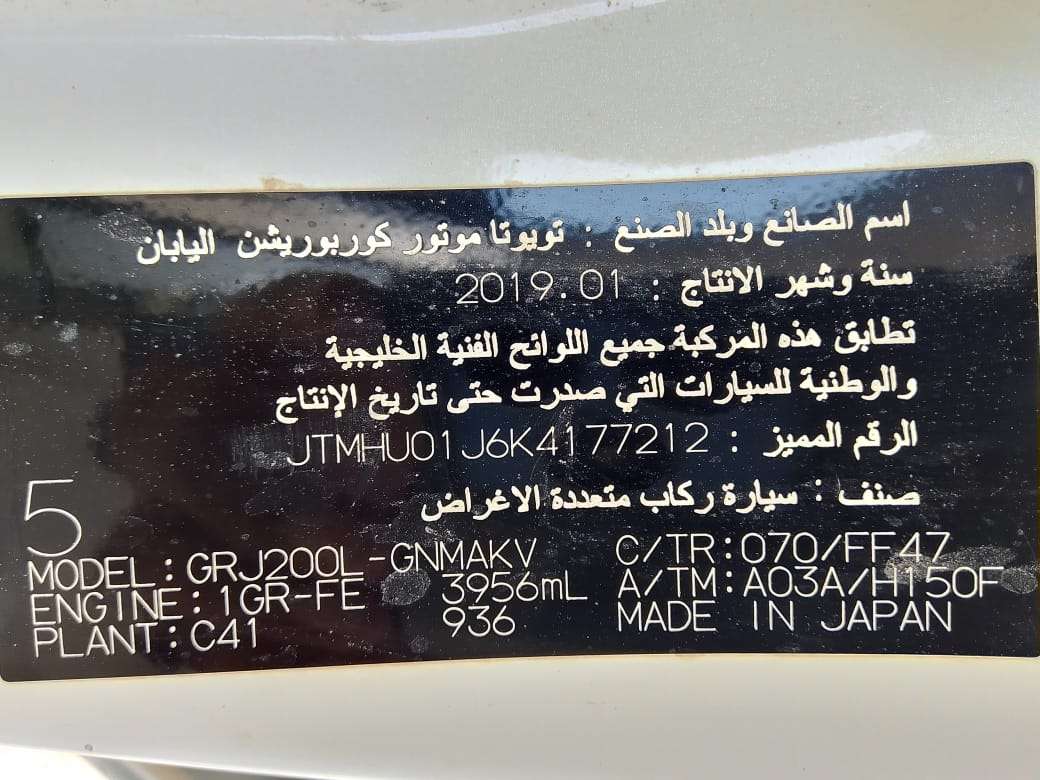 اسم الصانع وبلد الصنع : تويوتا موتور كوربوريشن اليابان
سنة وشهر الانتاج : 2019.01
تطابق هذه المركبة جميع اللوائح الفنية الخليجية
والوطنية للسيارات التي صدرت حتى تاريخ الإنتاج
الرقم المميز : JTMHU01J6K4177212
صنف : سيارة ركاب متعددة الاغراض
5
MODEL : GRJ200L-GNMAKV C/TR:070/FF47
ENGINE: 1GR-FE 3956mL A/TM:A03A/H150F
PLANT: C41 936 MADE IN JAPAN